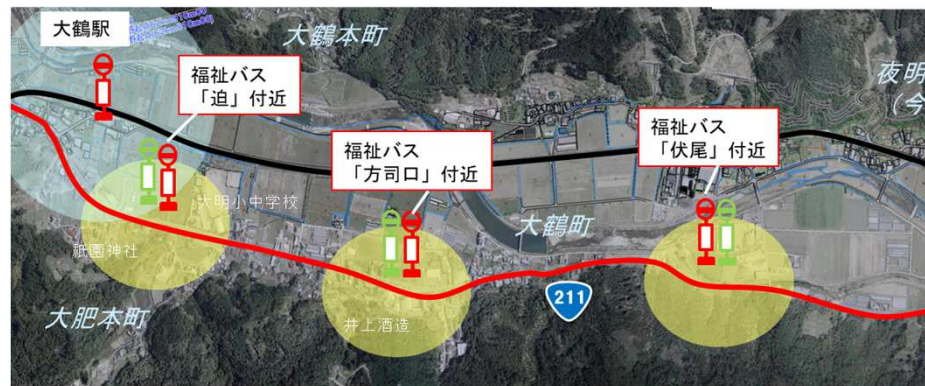 大鶴駅
大鶴本町
福祉バス
「迫」付近
福祉バス
「方司口」付近
福祉バス
「伏尾」付近
夜明
（今
大明小中学校
祇園神社
大鶴町
211
大肥本町
井上酒造